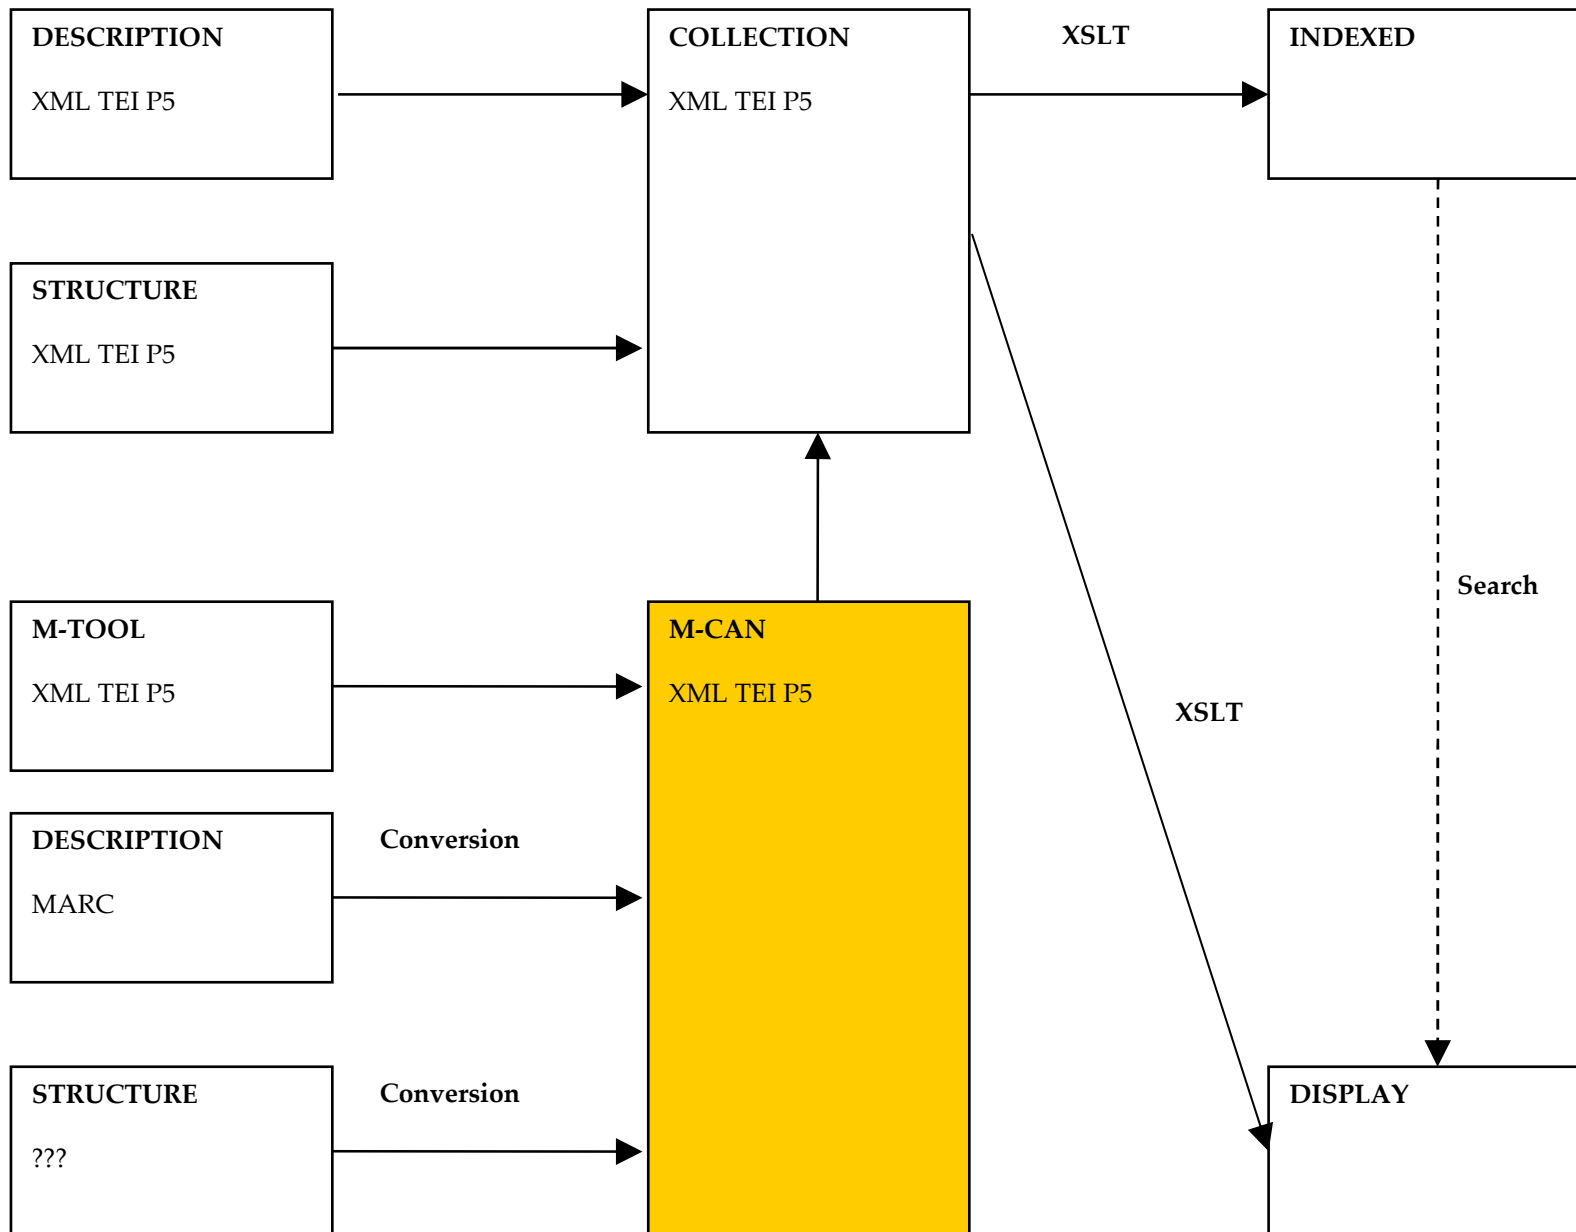 DESCRIPTION
XML TEI P5
COLLECTION
XML TEI P5
XSLT
INDEXED
STRUCTURE
XML TEI P5
Search
M-TOOL
XML TEI P5
M-CAN
XML TEI P5
XSLT
DESCRIPTION
MARC
Conversion
STRUCTURE
???
Conversion
DISPLAY